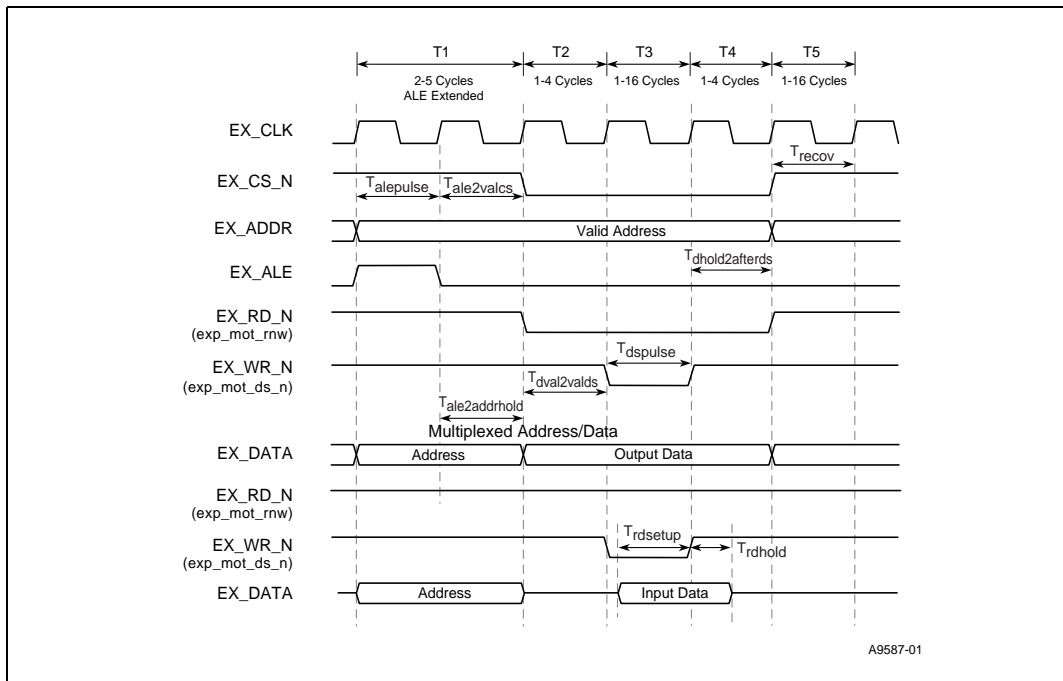 T1 T2 T3 T4 T5
2-5 Cycles 1-4 Cycles 1-16 Cycles 1-4 Cycles 1-16 Cycles
ALE Extended
EX_CLK
Trecov
EX_CS_N
Talepulse Tale2valcs
EX_ADDR
Valid Address
Tdhold2afterds
EX_ALE
EX_RD_N
(exp_mot_rnw)
Tdspulse
EX_WR_N
(exp_mot_ds_n)
Tdval2valds
Tale2addrhold
Multiplexed Address/Data
EX_DATA Address Output Data
EX_RD_N
(exp_mot_rnw)
EX_WR_N Trdsetup
(exp_mot_ds_n) Trdhold
EX_DATA Address Input Data
A9587-01